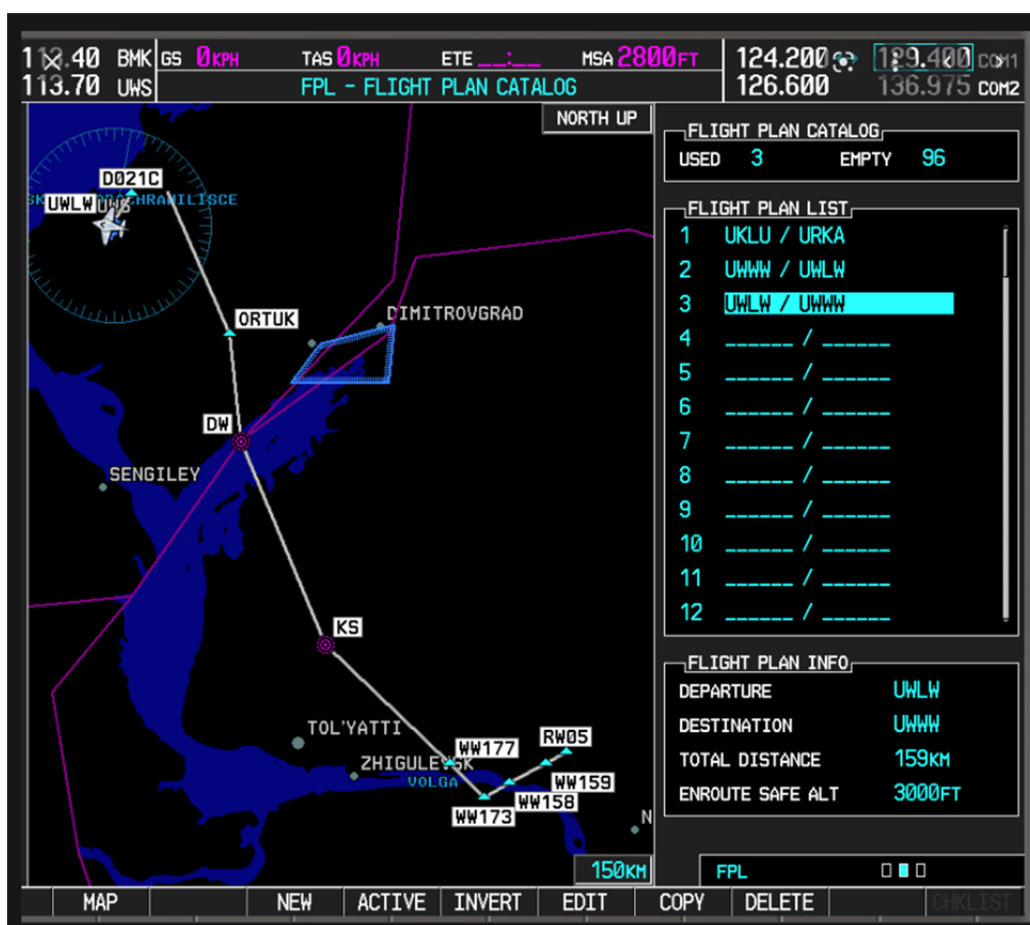 113.40 BMK GS 0KPH TAS 0KPH ETE __:__ MSA 2800FT 124.200 129.400 COM1
113.70 UWS FPL - FLIGHT PLAN CATALOG 126.600 136.975 COM2
NORTH UP
D021C
UWLW
ORTUK
DIMITROVGRAD
DW
SENGILEY
KS
TOL'YATTI
WW177
RW05
ZHIGULEVSK
VOLGA
WW159
WW158
WW173
N
150KM
FLIGHT PLAN CATALOG
USED 3 EMPTY 96
FLIGHT PLAN LIST
1 UKLU / URKA
2 UWWW / UWLW
3 UWLW / UWWW
4 ______ / ______
5 ______ / ______
6 ______ / ______
7 ______ / ______
8 ______ / ______
9 ______ / ______
10 ______ / ______
11 ______ / ______
12 ______ / ______
FLIGHT PLAN INFO
DEPARTURE UWLW
DESTINATION UWWW
TOTAL DISTANCE 159KM
ENROUTE SAFE ALT 3000FT
FPL
MAP NEW ACTIVE INVERT EDIT COPY DELETE CHKLIST